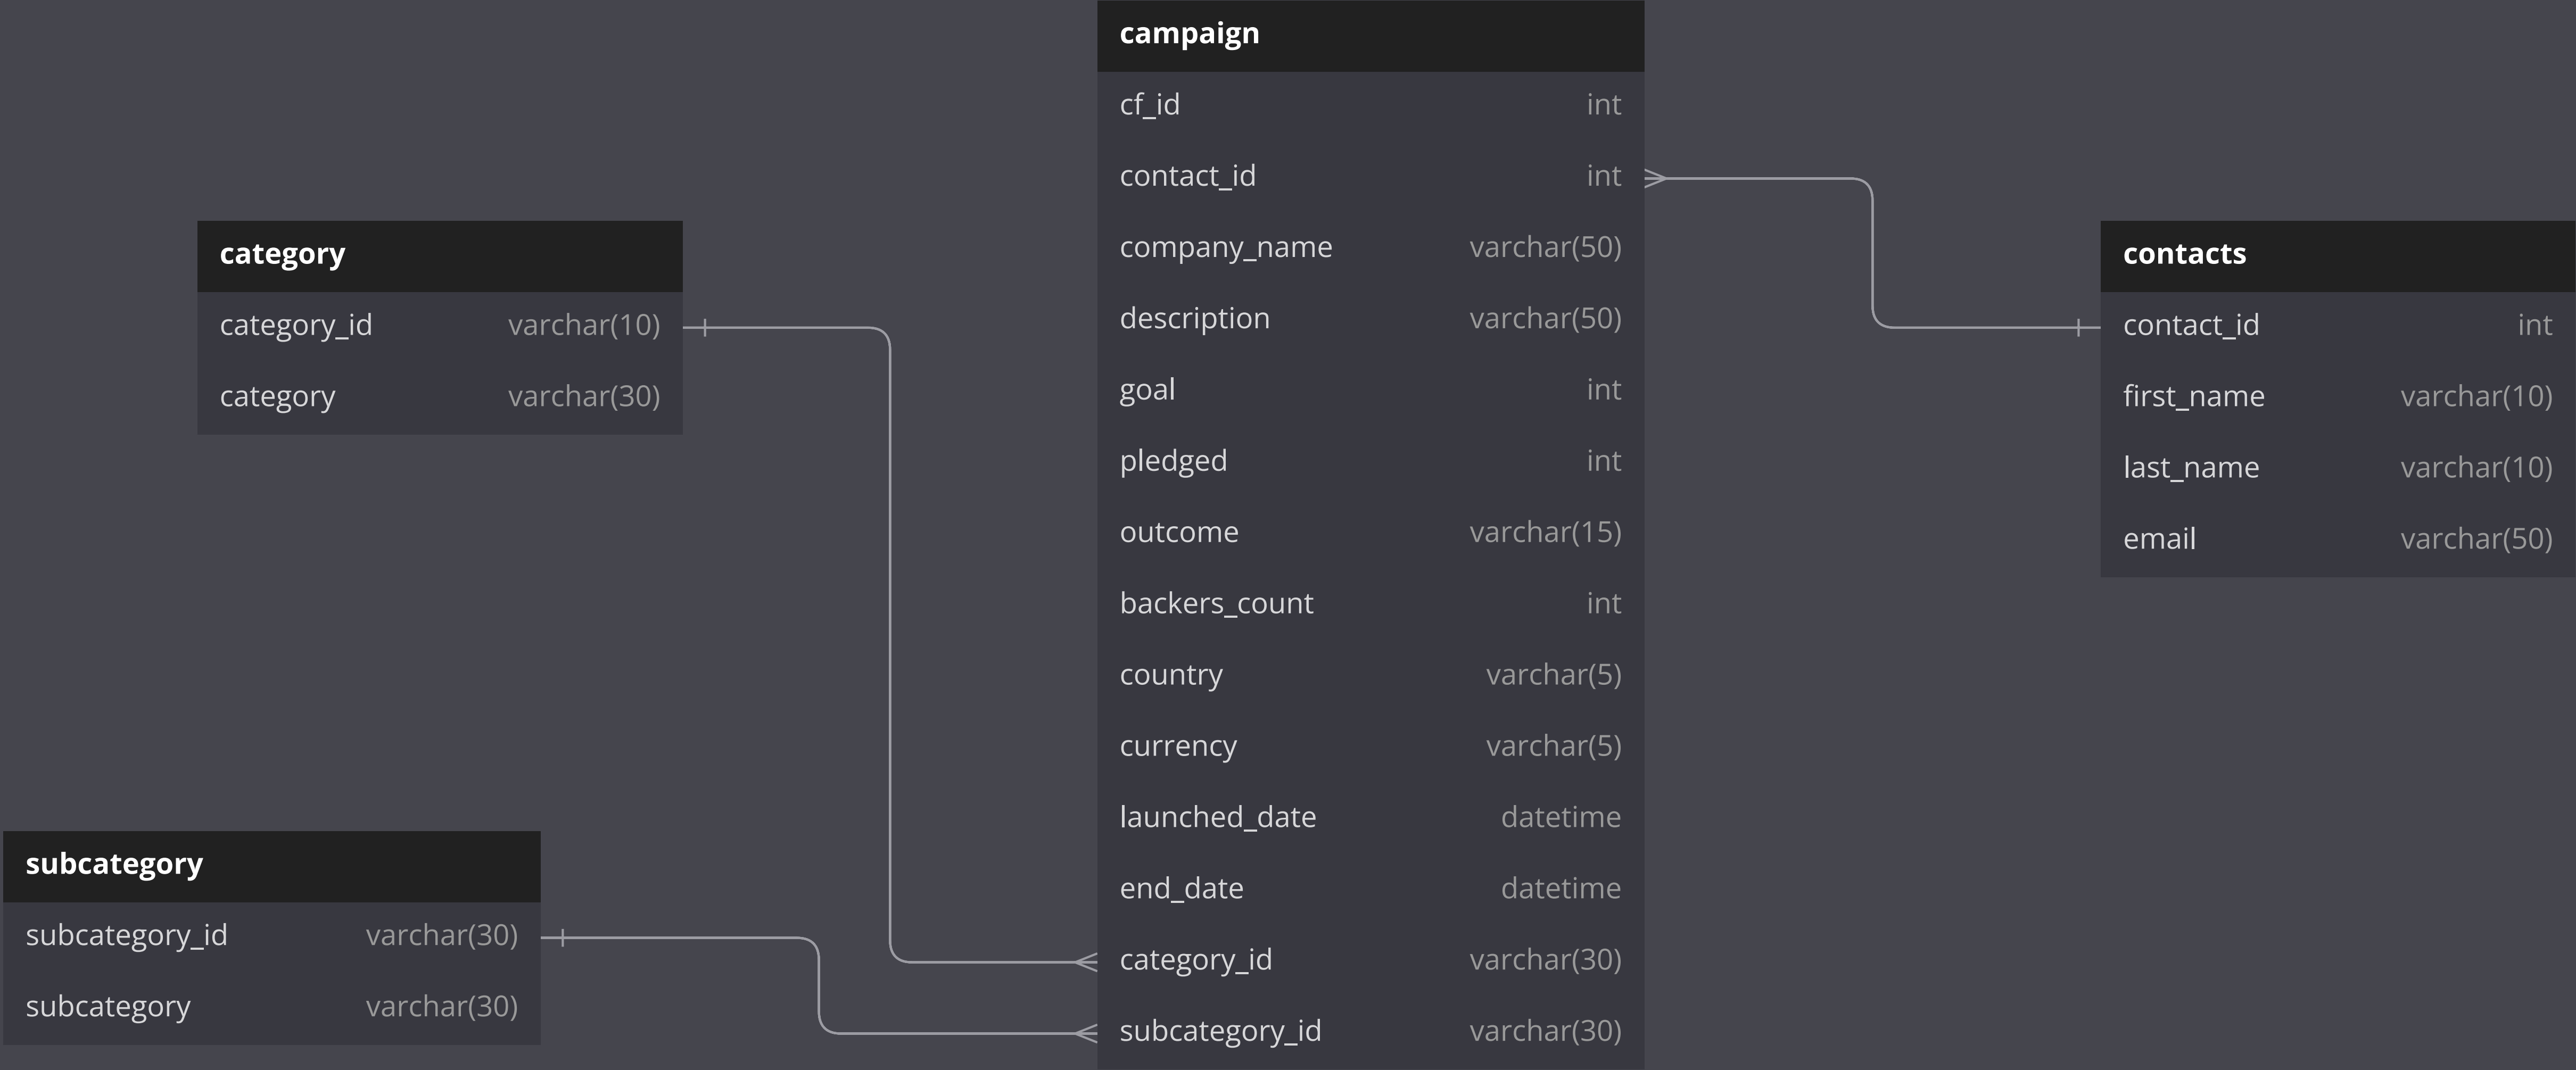 campaign
cf_id int
contact_id int
company_name varchar(50)
description varchar(50)
goal int
pledged int
outcome varchar(15)
backers_count int
country varchar(5)
currency varchar(5)
launched_date datetime
end_date datetime
category_id varchar(30)
subcategory_id varchar(30)
category
category_id varchar(10)
category varchar(30)
contacts
contact_id int
first_name varchar(10)
last_name varchar(10)
email varchar(50)
subcategory
subcategory_id varchar(30)
subcategory varchar(30)